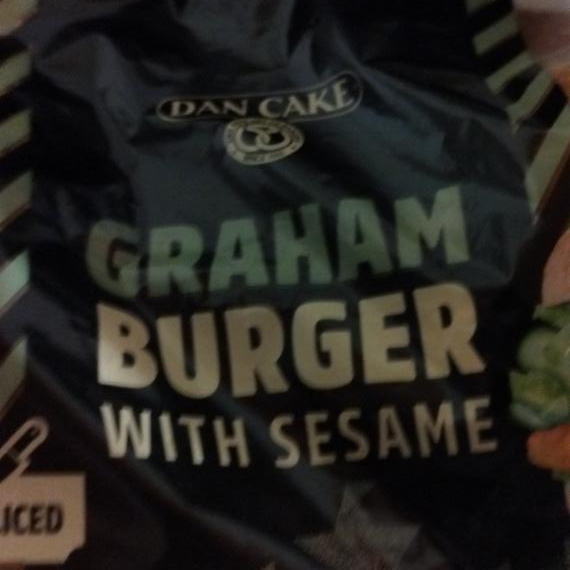 DAN CAKE
GRAHAM
BURGER
WITH SESAME
LICED